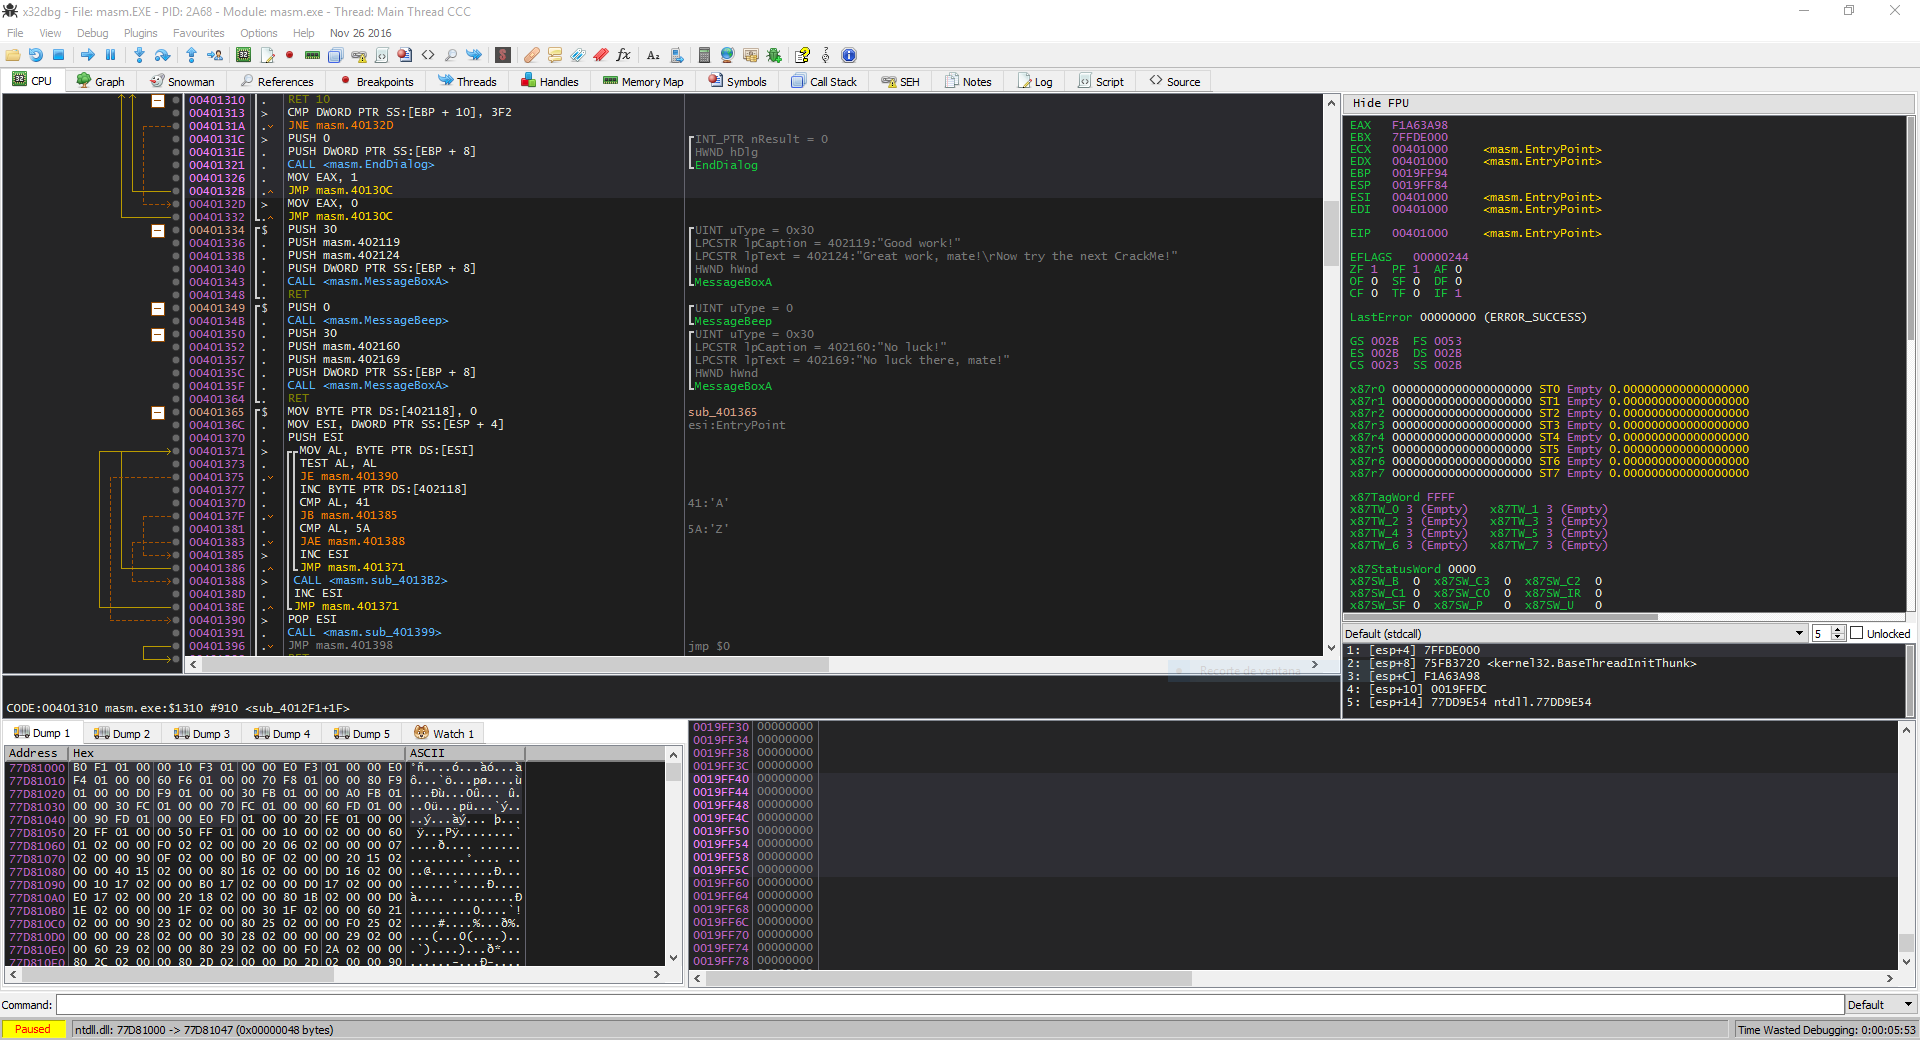 x32dbg - File: masm.EXE - PID: 2A68 - Module: masm.exe - Thread: Main Thread CCC
File View Debug Plugins Favourites Options Help Nov 26 2016
CPU Graph Snowman References Breakpoints Threads Handles Memory Map Symbols Call Stack SEH Notes Log Script Source
00401310 . RET 10
00401313 > CMP DWORD PTR SS:[EBP + 10], 3F2
0040131A . JNE masm.40132D
0040131C > PUSH 0 INT_PTR nResult = 0
0040131E . PUSH DWORD PTR SS:[EBP + 8] HWND hDlg
00401321 . CALL <masm.EndDialog> EndDialog
00401326 . MOV EAX, 1
0040132B . JMP masm.40130C
0040132D > MOV EAX, 0
00401332 . JMP masm.40130C
00401334 $ PUSH 30 UINT uType = 0x30
00401336 . PUSH masm.402119 LPCSTR lpCaption = 402119:"Good work!"
0040133B . PUSH masm.402124 LPCSTR lpText = 402124:"Great work, mate!\rNow try the next CrackMe!"
00401340 . PUSH DWORD PTR SS:[EBP + 8] HWND hWnd
00401343 . CALL <masm.MessageBoxA> MessageBoxA
00401348 . RET
00401349 $ PUSH 0 UINT uType = 0
0040134B . CALL <masm.MessageBeep> MessageBeep
00401350 . PUSH 30 UINT uType = 0x30
00401352 . PUSH masm.402160 LPCSTR lpCaption = 402160:"No luck!"
00401357 . PUSH masm.402169 LPCSTR lpText = 402169:"No luck there, mate!"
0040135C . PUSH DWORD PTR SS:[EBP + 8] HWND hWnd
0040135F . CALL <masm.MessageBoxA> MessageBoxA
00401364 . RET
00401365 $ MOV BYTE PTR DS:[402118], 0 sub_401365
0040136C . MOV ESI, DWORD PTR SS:[ESP + 4] esi:EntryPoint
00401370 . PUSH ESI
00401371 > MOV AL, BYTE PTR DS:[ESI]
00401373 . TEST AL, AL
00401375 . JE masm.401390
00401377 . INC BYTE PTR DS:[402118]
0040137D . CMP AL, 41 41:'A'
0040137F . JB masm.401385
00401381 . CMP AL, 5A 5A:'Z'
00401383 . JAE masm.401388
00401385 > INC ESI
00401386 . JMP masm.401371
00401388 > CALL <masm.sub_4013B2>
0040138D . INC ESI
0040138E . JMP masm.401371
00401390 > POP ESI
00401391 . CALL <masm.sub_401399>
00401396 . JMP masm.401398 jmp $0
Recorte de ventana
CODE:00401310 masm.exe:$1310 #910 <sub_4012F1+1F>
Hide FPU
EAX F1A63A98
EBX 7FFDE000
ECX 00401000 <masm.EntryPoint>
EDX 00401000 <masm.EntryPoint>
EBP 0019FF94
ESP 0019FF84
ESI 00401000 <masm.EntryPoint>
EDI 00401000 <masm.EntryPoint>
EIP 00401000 <masm.EntryPoint>
EFLAGS 00000244
ZF 1 PF 1 AF 0
OF 0 SF 0 DF 0
CF 0 TF 0 IF 1
LastError 00000000 (ERROR_SUCCESS)
GS 002B FS 0053
ES 002B DS 002B
CS 0023 SS 002B
x87r0 00000000000000000000 ST0 Empty 0.000000000000000000
x87r1 00000000000000000000 ST1 Empty 0.000000000000000000
x87r2 00000000000000000000 ST2 Empty 0.000000000000000000
x87r3 00000000000000000000 ST3 Empty 0.000000000000000000
x87r4 00000000000000000000 ST4 Empty 0.000000000000000000
x87r5 00000000000000000000 ST5 Empty 0.000000000000000000
x87r6 00000000000000000000 ST6 Empty 0.000000000000000000
x87r7 00000000000000000000 ST7 Empty 0.000000000000000000
x87TagWord FFFF
x87TW_0 3 (Empty) x87TW_1 3 (Empty)
x87TW_2 3 (Empty) x87TW_3 3 (Empty)
x87TW_4 3 (Empty) x87TW_5 3 (Empty)
x87TW_6 3 (Empty) x87TW_7 3 (Empty)
x87StatusWord 0000
x87SW_B 0 x87SW_C3 0 x87SW_C2 0
x87SW_C1 0 x87SW_C0 0 x87SW_IR 0
x87SW_SF 0 x87SW_P 0 x87SW_U 0
Default (stdcall) 5 Unlocked
1: [esp+4] 7FFDE000
2: [esp+8] 75FB3720 <kernel32.BaseThreadInitThunk>
3: [esp+C] F1A63A98
4: [esp+10] 0019FFDC
5: [esp+14] 77DD9E54 ntdll.77DD9E54
Dump 1 Dump 2 Dump 3 Dump 4 Dump 5 Watch 1
Address Hex ASCII
77D81000 B0 F1 01 00 00 10 F3 01 00 00 E0 F3 01 00 00 E0 °ñ....ó...àó...à
77D81010 F4 01 00 00 60 F6 01 00 00 70 F8 01 00 00 80 F9 ô...`ö...pø....ù
77D81020 01 00 00 D0 F9 01 00 00 30 FB 01 00 00 A0 FB 01 ...Ðù...0û... û.
77D81030 00 00 30 FC 01 00 00 70 FC 01 00 00 60 FD 01 00 ..0ü...pü...`ý..
77D81040 00 90 FD 01 00 00 E0 FD 01 00 00 20 FE 01 00 00 ..ý...àý... þ...
77D81050 20 FF 01 00 00 50 FF 01 00 00 10 00 02 00 00 60  ÿ...Pÿ........`
77D81060 01 02 00 00 F0 02 02 00 00 20 06 02 00 00 00 07 ....ð.... ......
77D81070 02 00 00 90 0F 02 00 00 B0 0F 02 00 00 20 15 02 ........°.... ..
77D81080 00 00 40 15 02 00 00 80 16 02 00 00 D0 16 02 00 ..@.........Ð...
77D81090 00 10 17 02 00 00 B0 17 02 00 00 D0 17 02 00 00 ......°....Ð....
77D810A0 E0 17 02 00 00 20 18 02 00 00 80 1B 02 00 00 D0 à.... .........Ð
77D810B0 1E 02 00 00 00 1F 02 00 00 30 1F 02 00 00 60 21 .........0....`!
77D810C0 02 00 00 90 23 02 00 00 80 25 02 00 00 F0 25 02 ....#....%...ð%.
77D810D0 00 00 00 28 02 00 00 30 28 02 00 00 00 29 02 00 ...(...0(....)..
77D810E0 00 60 29 02 00 00 80 29 02 00 00 F0 2A 02 00 00 .`)....)...ð*...
77D810F0 80 2C 02 00 00 80 2D 02 00 00 D0 2D 02 00 00 90
0019FF30 00000000
0019FF34 00000000
0019FF38 00000000
0019FF3C 00000000
0019FF40 00000000
0019FF44 00000000
0019FF48 00000000
0019FF4C 00000000
0019FF50 00000000
0019FF54 00000000
0019FF58 00000000
0019FF5C 00000000
0019FF60 00000000
0019FF64 00000000
0019FF68 00000000
0019FF6C 00000000
0019FF70 00000000
0019FF74 00000000
0019FF78 00000000
Command: Default
Paused ntdll.dll: 77D81000 -> 77D81047 (0x00000048 bytes) Time Wasted Debugging: 0:00:05:53